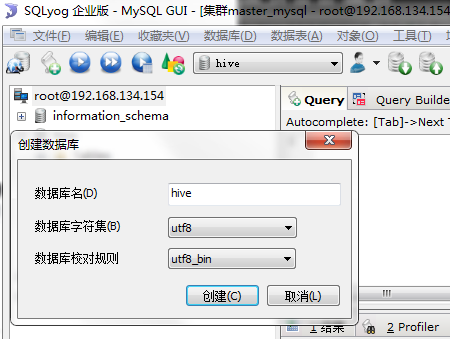 SQLyog 企业版 - MySQL GUI - [集群master_mysql - root@192.168.134.154
文件(F) 编辑(E) 收藏夹(V) 数据库(D) 数据表(A) 对象(O) 工具(T)
hive
root@192.168.134.154
information_schema
Query
Query Builde
Autocomplete: [Tab]->Next T
创建数据库
数据库名(D)
hive
数据库字符集(B)
utf8
数据库校对规则
utf8_bin
创建(C)
取消(L)
1 结果
2 Profiler